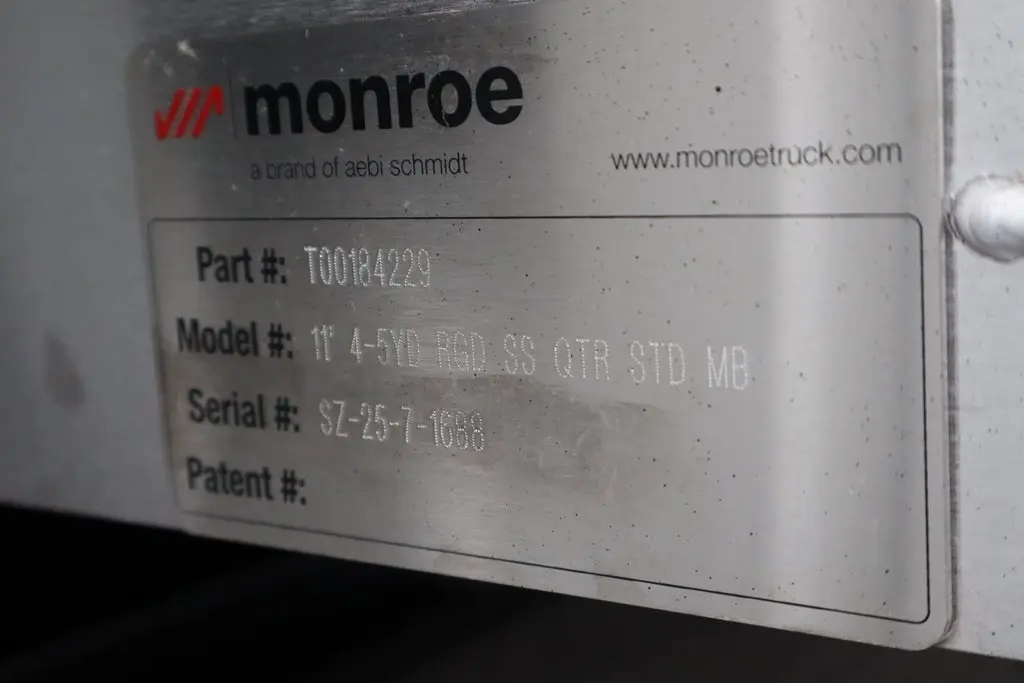 monroe
a brand of aebi schmidt
www.monroetruck.com
Part #: T00184229
Model #: 11' 4-5YD RGD SS QTR STD MB
Serial #: SZ-25-7-1688
Patent #: